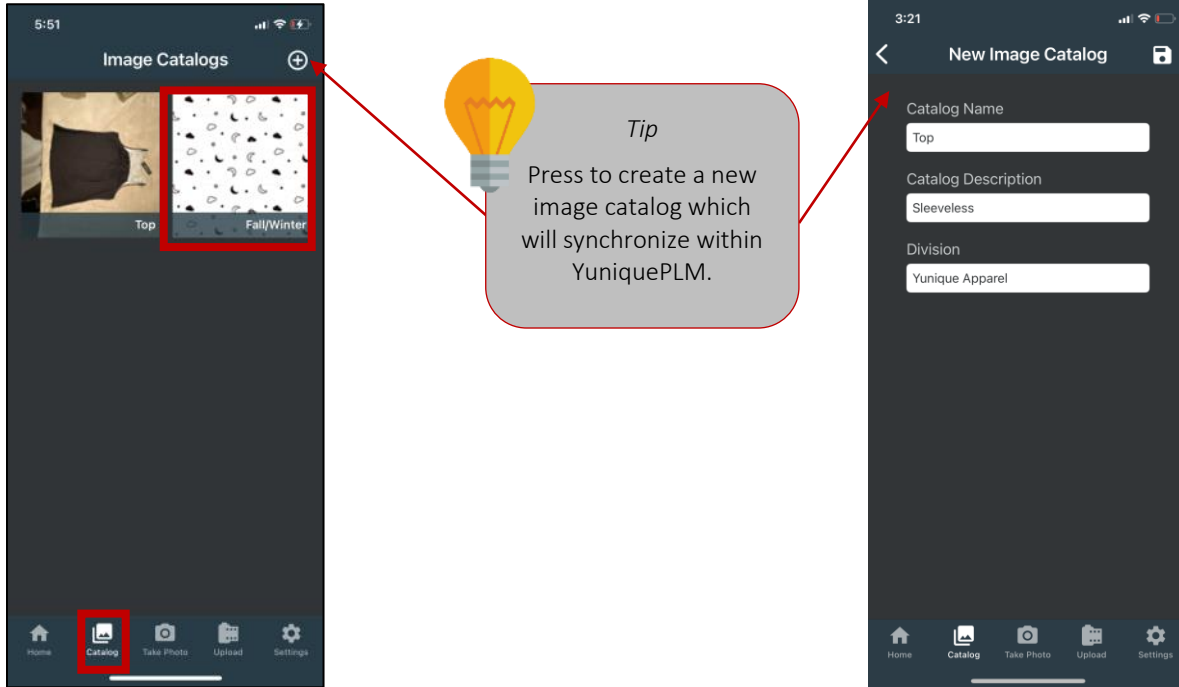 5:51
Image Catalogs
Top
Fall/Winter
Home
Catalog
Take Photo
Upload
Settings
Tip
Press to create a new
image catalog which
will synchronize within
YuniquePLM.
3:21
New Image Catalog
Catalog Name
Top
Catalog Description
Sleeveless
Division
Yunique Apparel
Home
Catalog
Take Photo
Upload
Settings